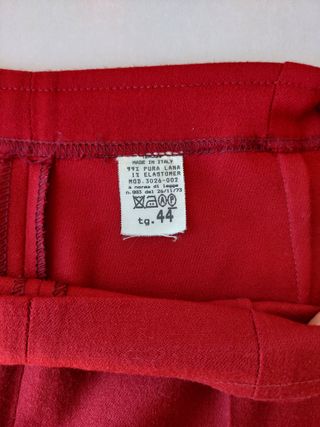 MADE IN ITALY
99% PURA LANA
1% ELASTOMER
MOD.3026-002
a norma di legge
n.883 del 26/11/73
A P
tg. 44